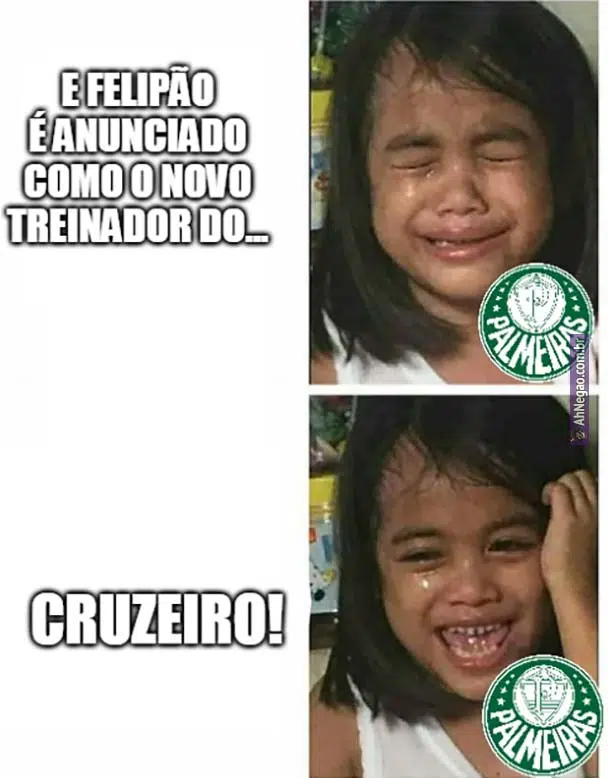 E FELIPÃO
É ANUNCIADO
COMO O NOVO
TREINADOR DO...
PALMEIRAS
AhNegao.com.br
CRUZEIRO!
PALMEIRAS